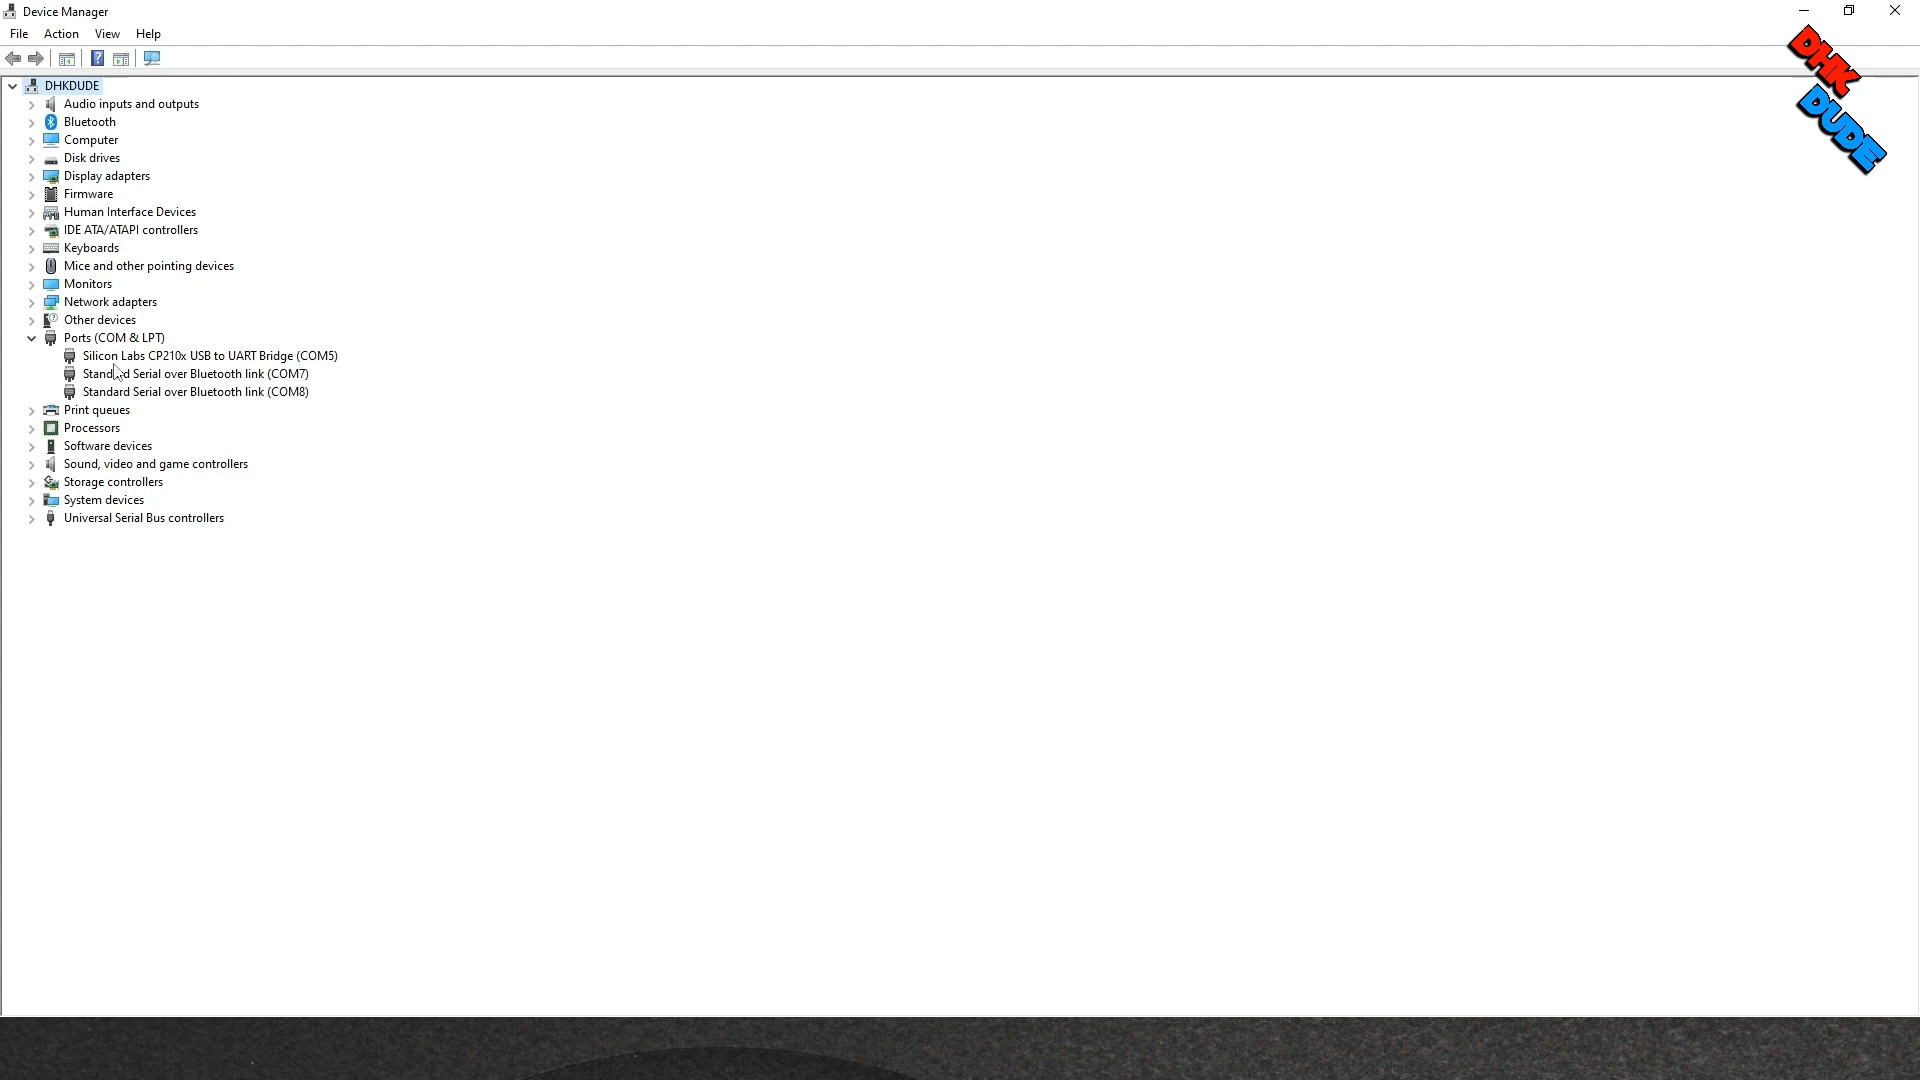 Device Manager
File Action View Help
DHKDUDE
Audio inputs and outputs
Bluetooth
Computer
Disk drives
Display adapters
Firmware
Human Interface Devices
IDE ATA/ATAPI controllers
Keyboards
Mice and other pointing devices
Monitors
Network adapters
Other devices
Ports (COM & LPT)
Silicon Labs CP210x USB to UART Bridge (COM5)
Standard Serial over Bluetooth link (COM7)
Standard Serial over Bluetooth link (COM8)
Print queues
Processors
Software devices
Sound, video and game controllers
Storage controllers
System devices
Universal Serial Bus controllers
DHK
DUDE